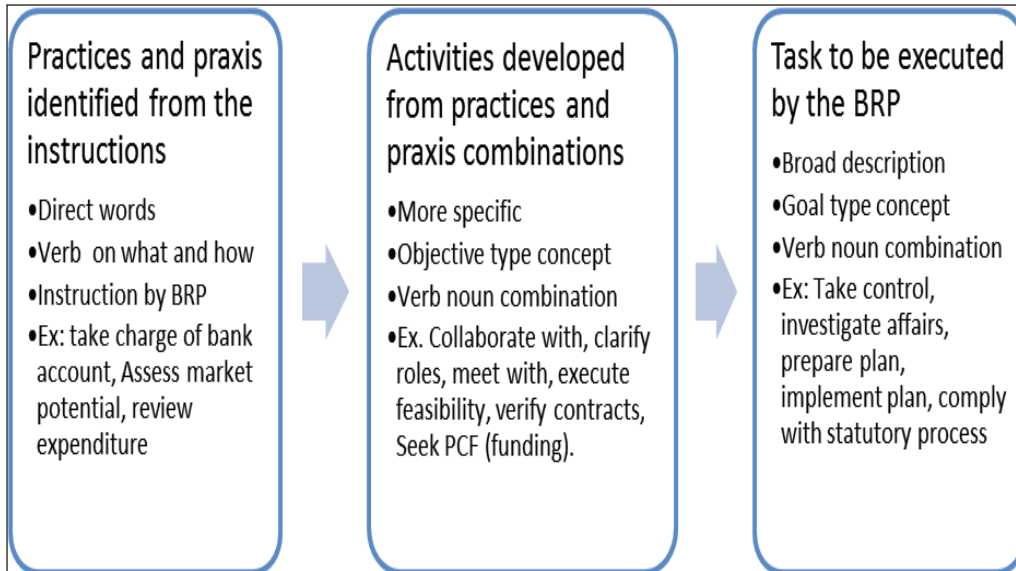 Practices and praxis
identified from the
instructions
•Direct words
•Verb on what and how
•Instruction by BRP
•Ex: take charge of bank
account, Assess market
potential, review
expenditure
Activities developed
from practices and
praxis combinations
•More specific
•Objective type concept
•Verb noun combination
•Ex. Collaborate with, clarify
roles, meet with, execute
feasibility, verify contracts,
Seek PCF (funding).
Task to be executed
by the BRP
•Broad description
•Goal type concept
•Verb noun combination
•Ex: Take control,
investigate affairs,
prepare plan,
implement plan, comply
with statutory process